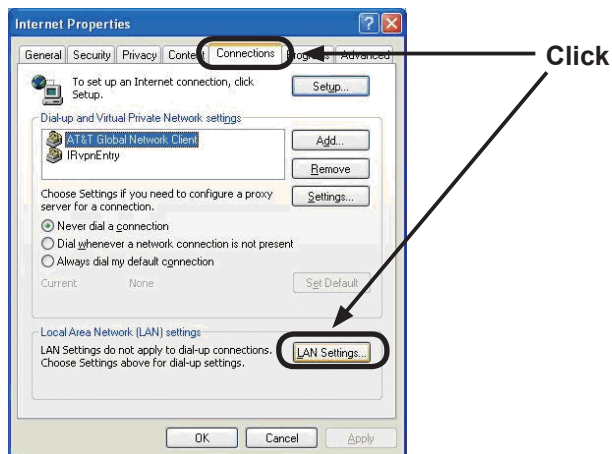 Internet Properties
General Security Privacy Content Connections Programs Advanced
Click
To set up an Internet connection, click
Setup.
Setup...
Dial-up and Virtual Private Network settings
AT&T Global Network Client
IRvpnEntry
Add...
Remove
Choose Settings if you need to configure a proxy
server for a connection.
Settings...
Never dial a connection
Dial whenever a network connection is not present
Always dial my default connection
Current None
Set Default
Local Area Network (LAN) settings
LAN Settings do not apply to dial-up connections.
Choose Settings above for dial-up settings.
LAN Settings...
OK Cancel Apply